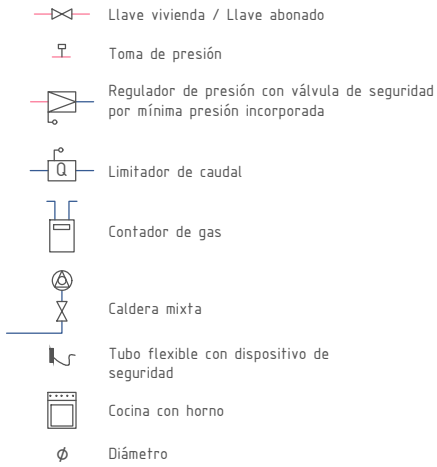 Llave vivienda / Llave abonado
Toma de presión
Regulador de presión con válvula de seguridad
por mínima presión incorporada
Q
Limitador de caudal
Contador de gas
Caldera mixta
Tubo flexible con dispositivo de
seguridad
Cocina con horno
ϕ Diámetro